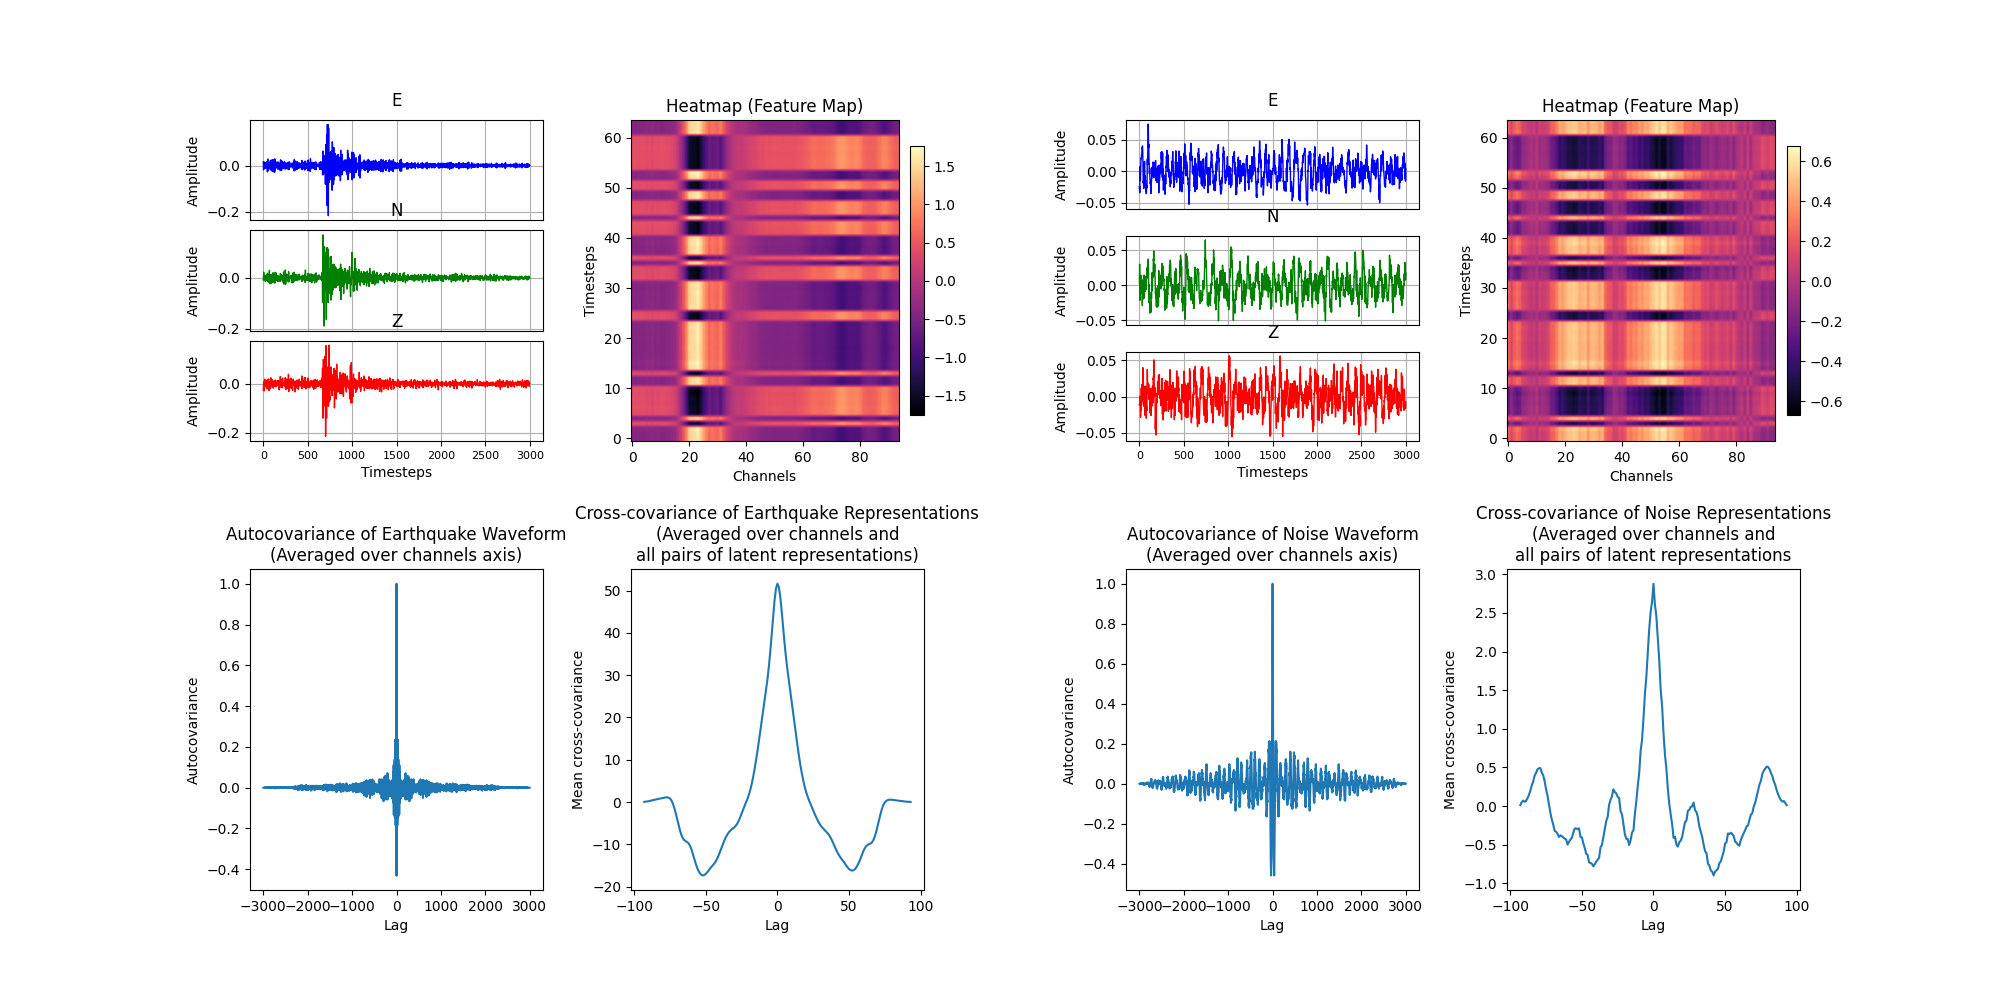 E
Amplitude
0.0
−0.2
N
Amplitude
0.0
−0.2
Z
Amplitude
0.0
−0.2
0 500 1000 1500 2000 2500 3000
Timesteps
Heatmap (Feature Map)
Timesteps
60
50
40
30
20
10
0
0 20 40 60 80
Channels
1.5
1.0
0.5
0.0
−0.5
−1.0
−1.5
E
Amplitude
0.05
0.00
−0.05
N
Amplitude
0.05
0.00
−0.05
Z
Amplitude
0.05
0.00
−0.05
0 500 1000 1500 2000 2500 3000
Timesteps
Heatmap (Feature Map)
Timesteps
60
50
40
30
20
10
0
0 20 40 60 80
Channels
0.6
0.4
0.2
0.0
−0.2
−0.4
−0.6
Autocovariance of Earthquake Waveform
(Averaged over channels axis)
Autocovariance
1.0
0.8
0.6
0.4
0.2
0.0
−0.2
−0.4
−3000 −2000 −1000 0 1000 2000 3000
Lag
Cross-covariance of Earthquake Representations
(Averaged over channels and
all pairs of latent representations)
Mean cross-covariance
50
40
30
20
10
0
−10
−20
−100 −50 0 50 100
Lag
Autocovariance of Noise Waveform
(Averaged over channels axis)
Autocovariance
1.0
0.8
0.6
0.4
0.2
0.0
−0.2
−0.4
−3000 −2000 −1000 0 1000 2000 3000
Lag
Cross-covariance of Noise Representations
(Averaged over channels and
all pairs of latent representations
Mean cross-covariance
3.0
2.5
2.0
1.5
1.0
0.5
0.0
−0.5
−1.0
−100 −50 0 50 100
Lag